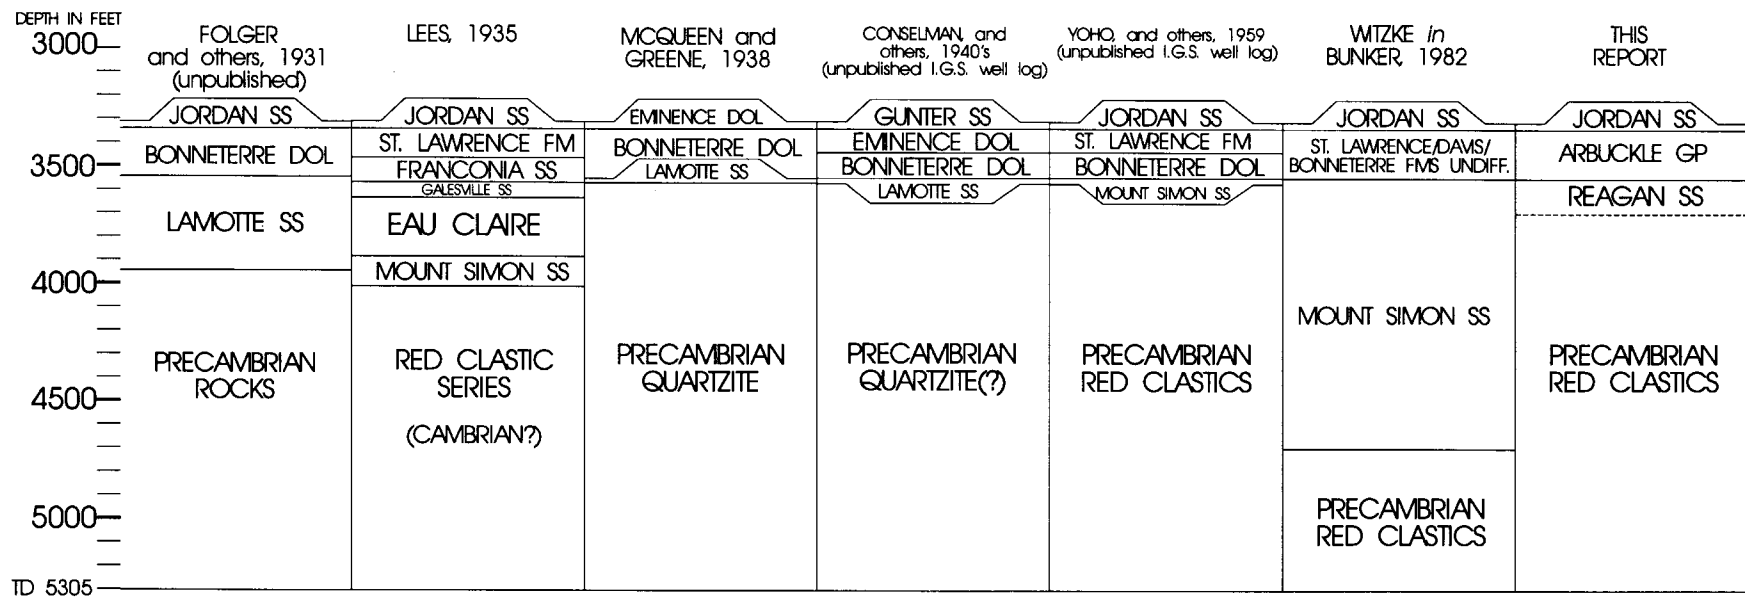 DEPTH IN FEET
3000
3500
4000
4500
5000
TD 5305
FOLGER
and others, 1931
(unpublished)
JORDAN SS
BONNETERRE DOL
LAMOTTE SS
PRECAMBRIAN
ROCKS
LEES, 1935
JORDAN SS
ST. LAWRENCE FM
FRANCONIA SS
GALESVILLE SS
EAU CLAIRE
MOUNT SIMON SS
RED CLASTIC
SERIES
(CAMBRIAN?)
MCQUEEN and
GREENE, 1938
EMINENCE DOL
BONNETERRE DOL
LAMOTTE SS
PRECAMBRIAN
QUARTZITE
CONSELMAN, and
others, 1940's
(unpublished I.G.S. well log)
GUNTER SS
EMINENCE DOL
BONNETERRE DOL
LAMOTTE SS
PRECAMBRIAN
QUARTZITE(?)
YOHO, and others, 1959
(unpublished I.G.S. well log)
JORDAN SS
ST. LAWRENCE FM
BONNETERRE DOL
MOUNT SIMON SS
PRECAMBRIAN
RED CLASTICS
WITZKE in
BUNKER, 1982
JORDAN SS
ST. LAWRENCE/DAVIS/
BONNETERRE FMS UNDIFF.
MOUNT SIMON SS
PRECAMBRIAN
RED CLASTICS
THIS
REPORT
JORDAN SS
ARBUCKLE GP
REAGAN SS
PRECAMBRIAN
RED CLASTICS